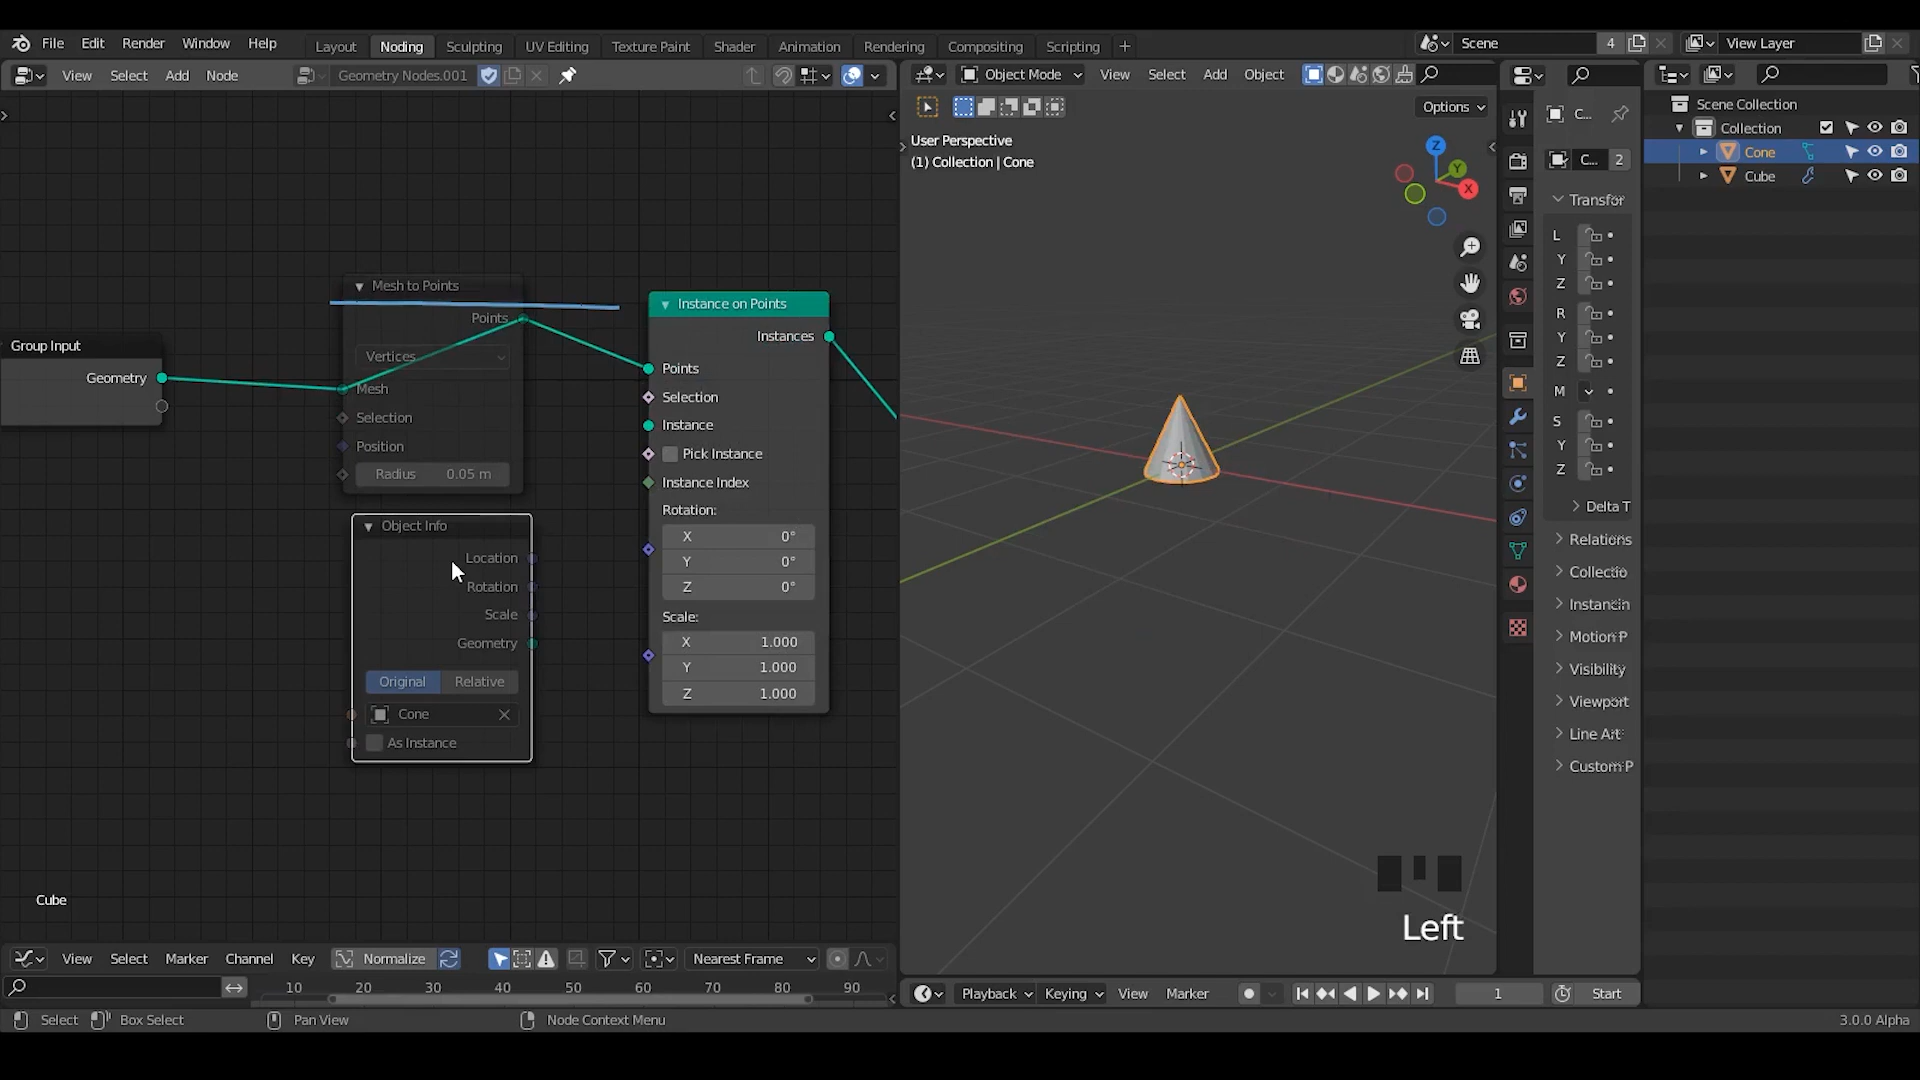 File Edit Render Window Help Layout Noding Sculpting UV Editing Texture Paint Shader Animation Rendering Compositing Scripting + Scene 4 View Layer
View Select Add Node Geometry Nodes.001
Object Mode View Select Add Object
Options
User Perspective
(1) Collection | Cone
Z
Y
X
Mesh to Points
Points
Vertices
Mesh
Selection
Position
Radius 0.05 m
Group Input
Geometry
Instance on Points
Instances
Points
Selection
Instance
Pick Instance
Instance Index
Rotation:
X 0°
Y 0°
Z 0°
Scale:
X 1.000
Y 1.000
Z 1.000
Object Info
Location
Rotation
Scale
Geometry
Original Relative
Cone
As Instance
Cube
Left
C...
C... 2
Transfor
L
Y
Z
R
Y
Z
M
S
Y
Z
Delta T
Relations
Collectio
Instancin
Motion P
Visibility
Viewport
Line Art
Custom P
Scene Collection
Collection
Cone
Cube
View Select Marker Channel Key Normalize Nearest Frame
10 20 30 40 50 60 70 80 90
Playback Keying View Marker 1 Start
Select Box Select Pan View Node Context Menu 3.0.0 Alpha